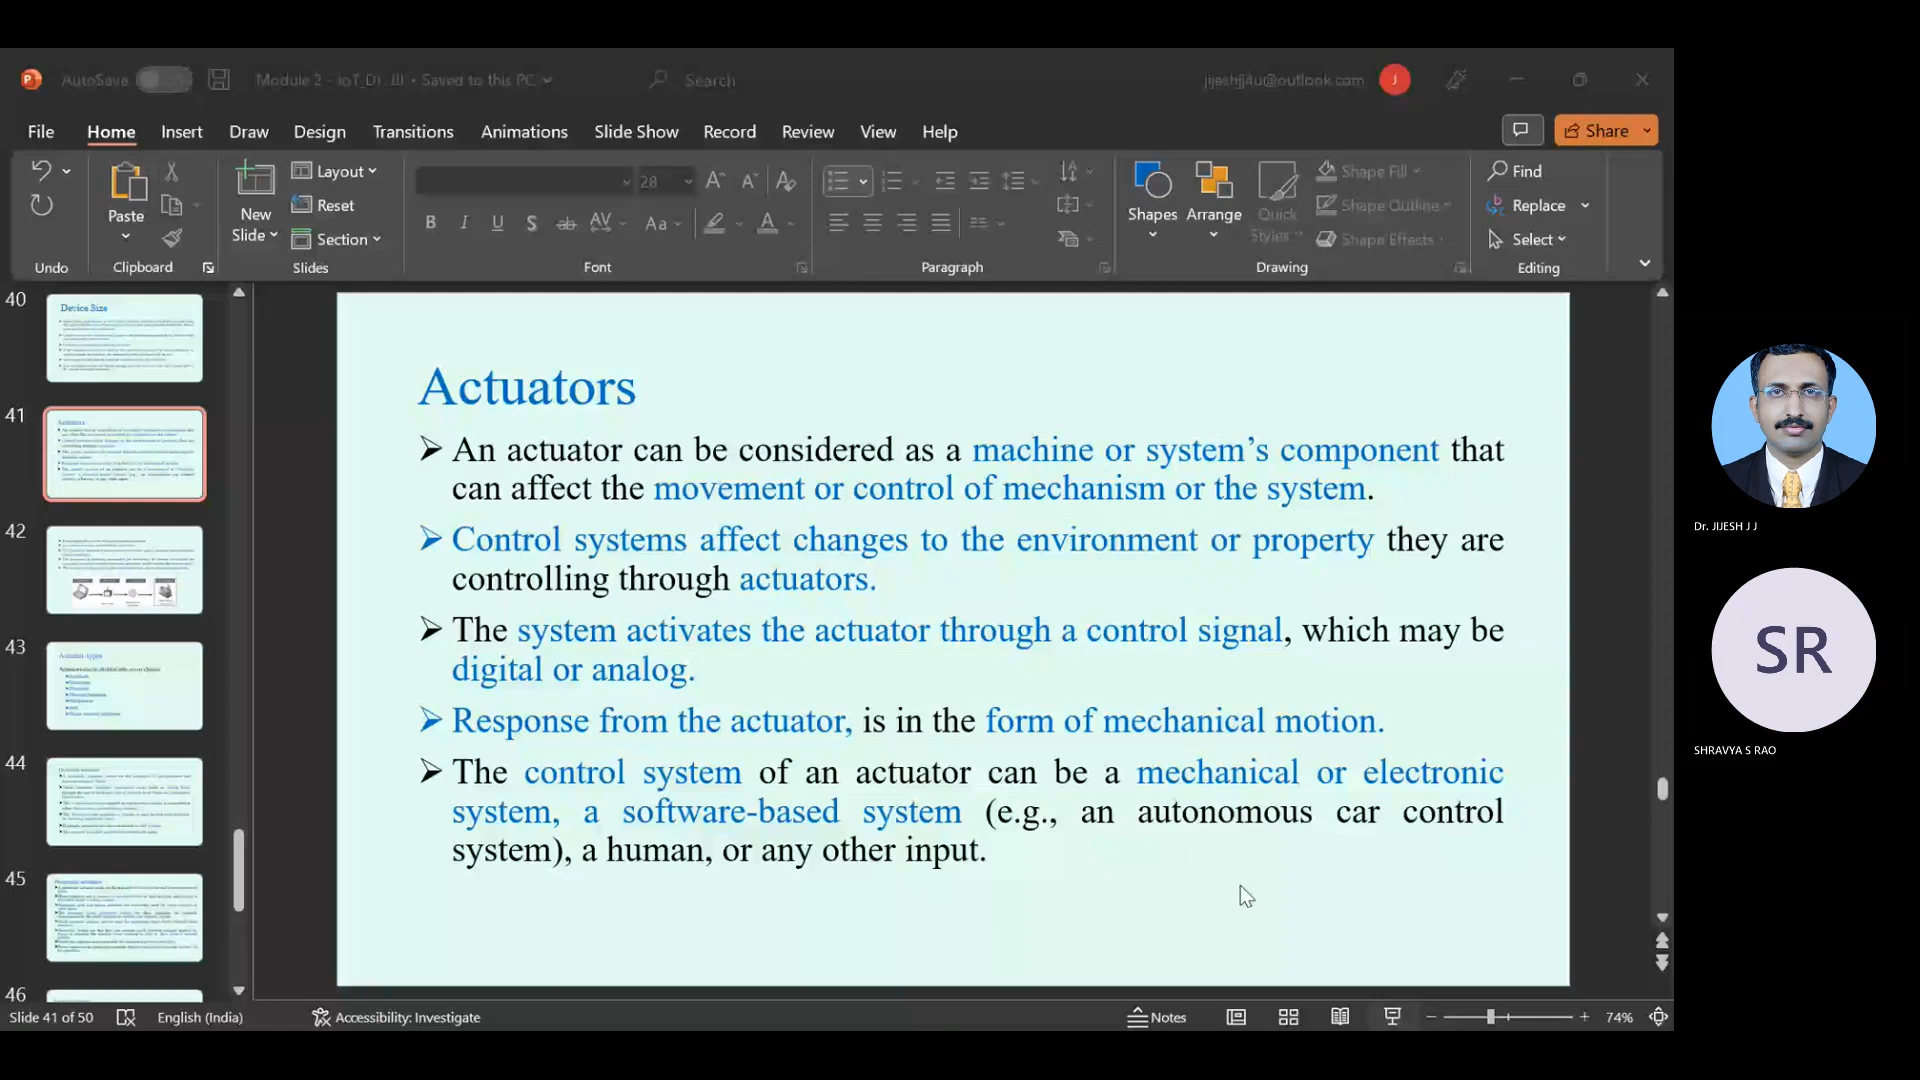 AutoSave
Module 2 - IoT_Dr. JJJ • Saved to this PC
Search
jijeshjj4u@outlook.com
J
File Home Insert Draw Design Transitions Animations Slide Show Record Review View Help
Share
Paste
New Slide
Layout
Reset
Section
28
B I U S ab AV Aa A
Shapes
Arrange
Quick Styles
Shape Fill
Shape Outline
Shape Effects
Find
Replace
Select
Undo
Clipboard
Slides
Font
Paragraph
Drawing
Editing
40
Device Size
41
Actuators
42
43
Actuator types
44
45
46
Actuators
An actuator can be considered as a machine or system’s component that
can affect the movement or control of mechanism or the system.
Control systems affect changes to the environment or property they are
controlling through actuators.
The system activates the actuator through a control signal, which may be
digital or analog.
Response from the actuator, is in the form of mechanical motion.
The control system of an actuator can be a mechanical or electronic
system, a software-based system (e.g., an autonomous car control
system), a human, or any other input.
Dr. JIJESH J J
SR
SHRAVYA S RAO
Slide 41 of 50
English (India)
Accessibility: Investigate
Notes
74%